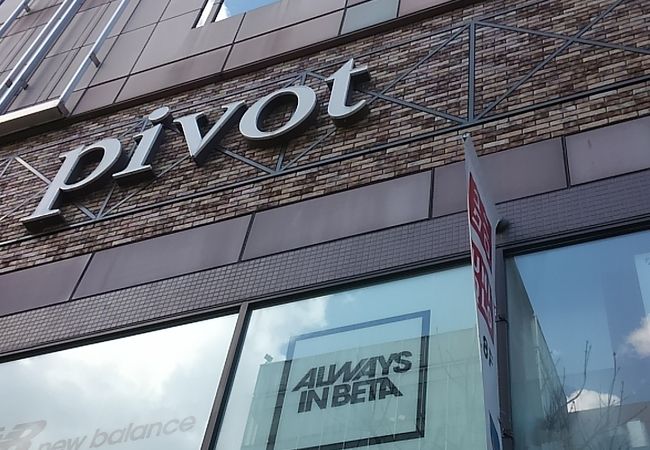 pivot
ALWAYS
IN BETA
new balance